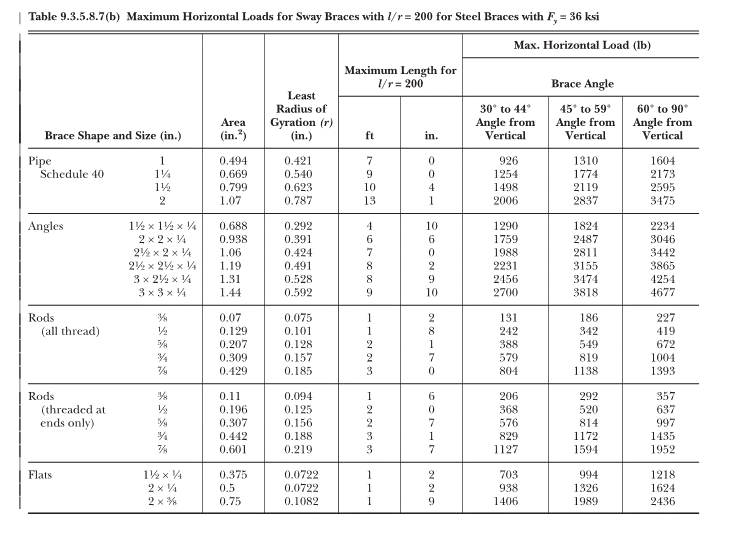 Table 9.3.5.8.7(b) Maximum Horizontal Loads for Sway Braces with l/r = 200 for Steel Braces with Fy = 36 ksi
Max. Horizontal Load (lb)
Maximum Length for
l/r = 200
Brace Angle
Least
Radius of
Gyration (r)
(in.)
Area
(in.²)
30° to 44°
Angle from
Vertical
45° to 59°
Angle from
Vertical
60° to 90°
Angle from
Vertical
Brace Shape and Size (in.)
ft
in.
Pipe 1 0.494 0.421 7 0 926 1310 1604
Schedule 40 1¼ 0.669 0.540 9 0 1254 1774 2173
1½ 0.799 0.623 10 4 1498 2119 2595
2 1.07 0.787 13 1 2006 2837 3475
Angles 1½ × 1½ × ¼ 0.688 0.292 4 10 1290 1824 2234
2 × 2 × ¼ 0.938 0.391 6 6 1759 2487 3046
2½ × 2 × ¼ 1.06 0.424 7 0 1988 2811 3442
2½ × 2½ × ¼ 1.19 0.491 8 2 2231 3155 3865
3 × 2½ × ¼ 1.31 0.528 8 9 2456 3474 4254
3 × 3 × ¼ 1.44 0.592 9 10 2700 3818 4677
Rods ⅜ 0.07 0.075 1 2 131 186 227
(all thread) ½ 0.129 0.101 1 8 242 342 419
⅝ 0.207 0.128 2 1 388 549 672
¾ 0.309 0.157 2 7 579 819 1004
⅞ 0.429 0.185 3 0 804 1138 1393
Rods ⅜ 0.11 0.094 1 6 206 292 357
(threaded at ½ 0.196 0.125 2 0 368 520 637
ends only) ⅝ 0.307 0.156 2 7 576 814 997
¾ 0.442 0.188 3 1 829 1172 1435
⅞ 0.601 0.219 3 7 1127 1594 1952
Flats 1½ × ¼ 0.375 0.0722 1 2 703 994 1218
2 × ¼ 0.5 0.0722 1 2 938 1326 1624
2 × ⅜ 0.75 0.1082 1 9 1406 1989 2436